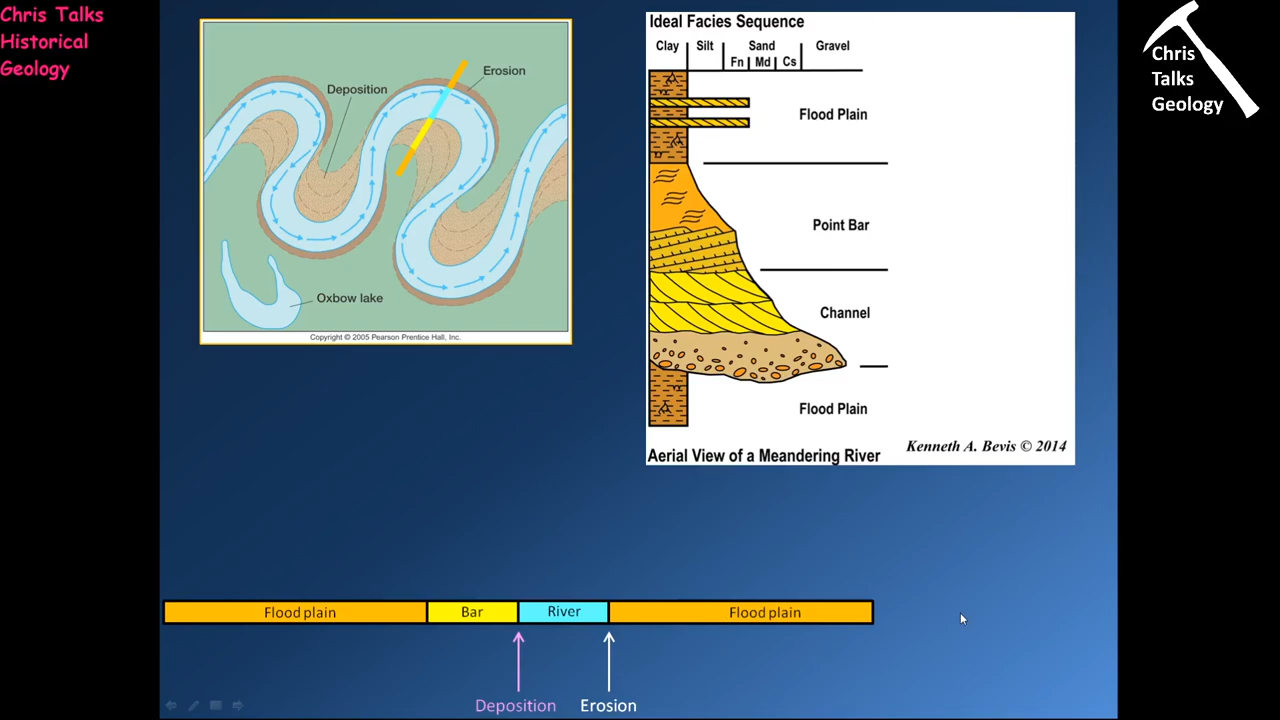 Chris Talks
Historical
Geology
Deposition
Erosion
Oxbow lake
Copyright © 2005 Pearson Prentice Hall, Inc.
Ideal Facies Sequence
Clay Silt Sand Gravel
Fn Md Cs
Flood Plain
Point Bar
Channel
Flood Plain
Kenneth A. Bevis © 2014
Aerial View of a Meandering River
Chris
Talks
Geology
Flood plain Bar River Flood plain
Deposition Erosion